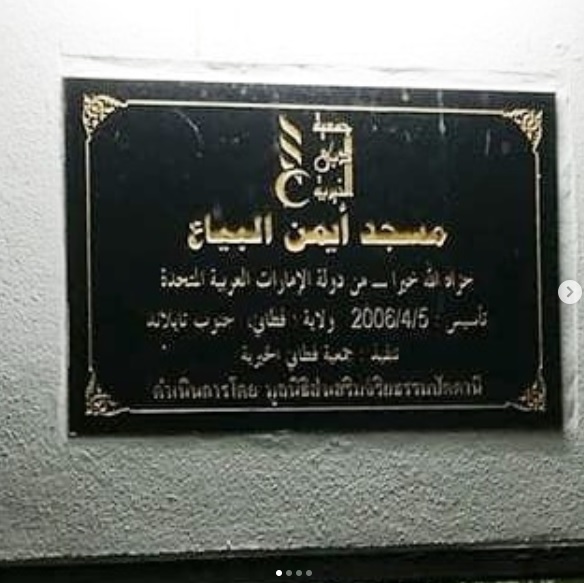 جمعية
دبي
الخيرية
مسجد أيمن البياع
جزاه الله خيرا ــ من دولة الإمارات العربية المتحدة
تأسيس : 2006/4/5 ولاية : فطاني، جنوب تايلاند
تنفيذ : جمعية فطاني الخيرية
ดำเนินการโดย มูลนิธิส่งเสริมจริยธรรมปัตตานี